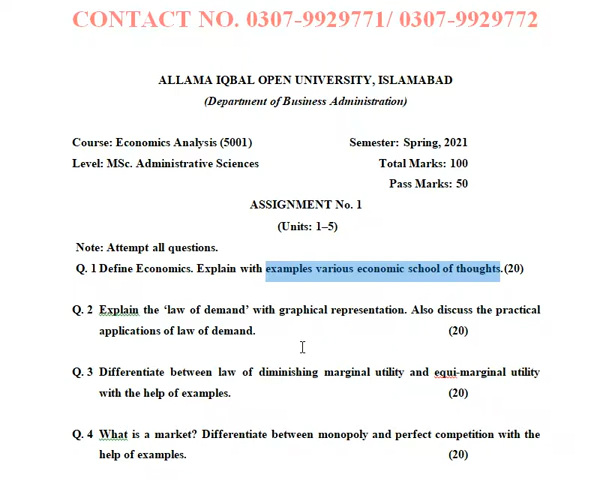 CONTACT NO. 0307-9929771/ 0307-9929772
ALLAMA IQBAL OPEN UNIVERSITY, ISLAMABAD
(Department of Business Administration)
Course: Economics Analysis (5001) Semester: Spring, 2021
Level: MSc. Administrative Sciences Total Marks: 100
Pass Marks: 50
ASSIGNMENT No. 1
(Units: 1–5)
Note: Attempt all questions.
Q. 1 Define Economics. Explain with examples various economic school of thoughts. (20)
Q. 2 Explain the ‘law of demand’ with graphical representation. Also discuss the practical
applications of law of demand. (20)
Q. 3 Differentiate between law of diminishing marginal utility and equi-marginal utility
with the help of examples. (20)
Q. 4 What is a market? Differentiate between monopoly and perfect competition with the
help of examples. (20)